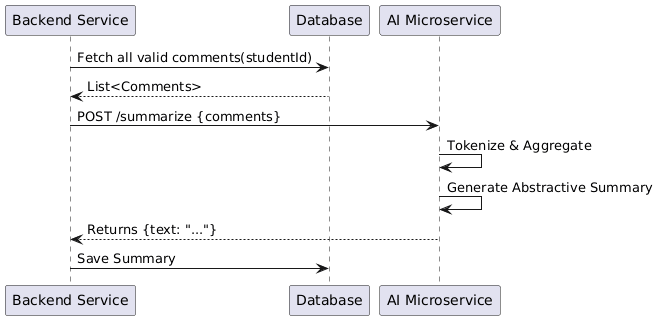 Backend Service
Database
AI Microservice
Fetch all valid comments(studentId)
List<Comments>
POST /summarize {comments}
Tokenize & Aggregate
Generate Abstractive Summary
Returns {text: "..."}
Save Summary
Backend Service
Database
AI Microservice